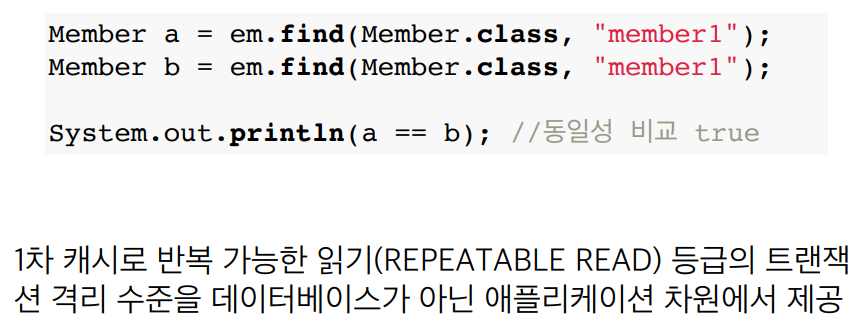 Member a = em.find(Member.class, "member1");
Member b = em.find(Member.class, "member1");
System.out.println(a == b); //동일성 비교 true
1차 캐시로 반복 가능한 읽기(REPEATABLE READ) 등급의 트랜잭
션 격리 수준을 데이터베이스가 아닌 애플리케이션 차원에서 제공